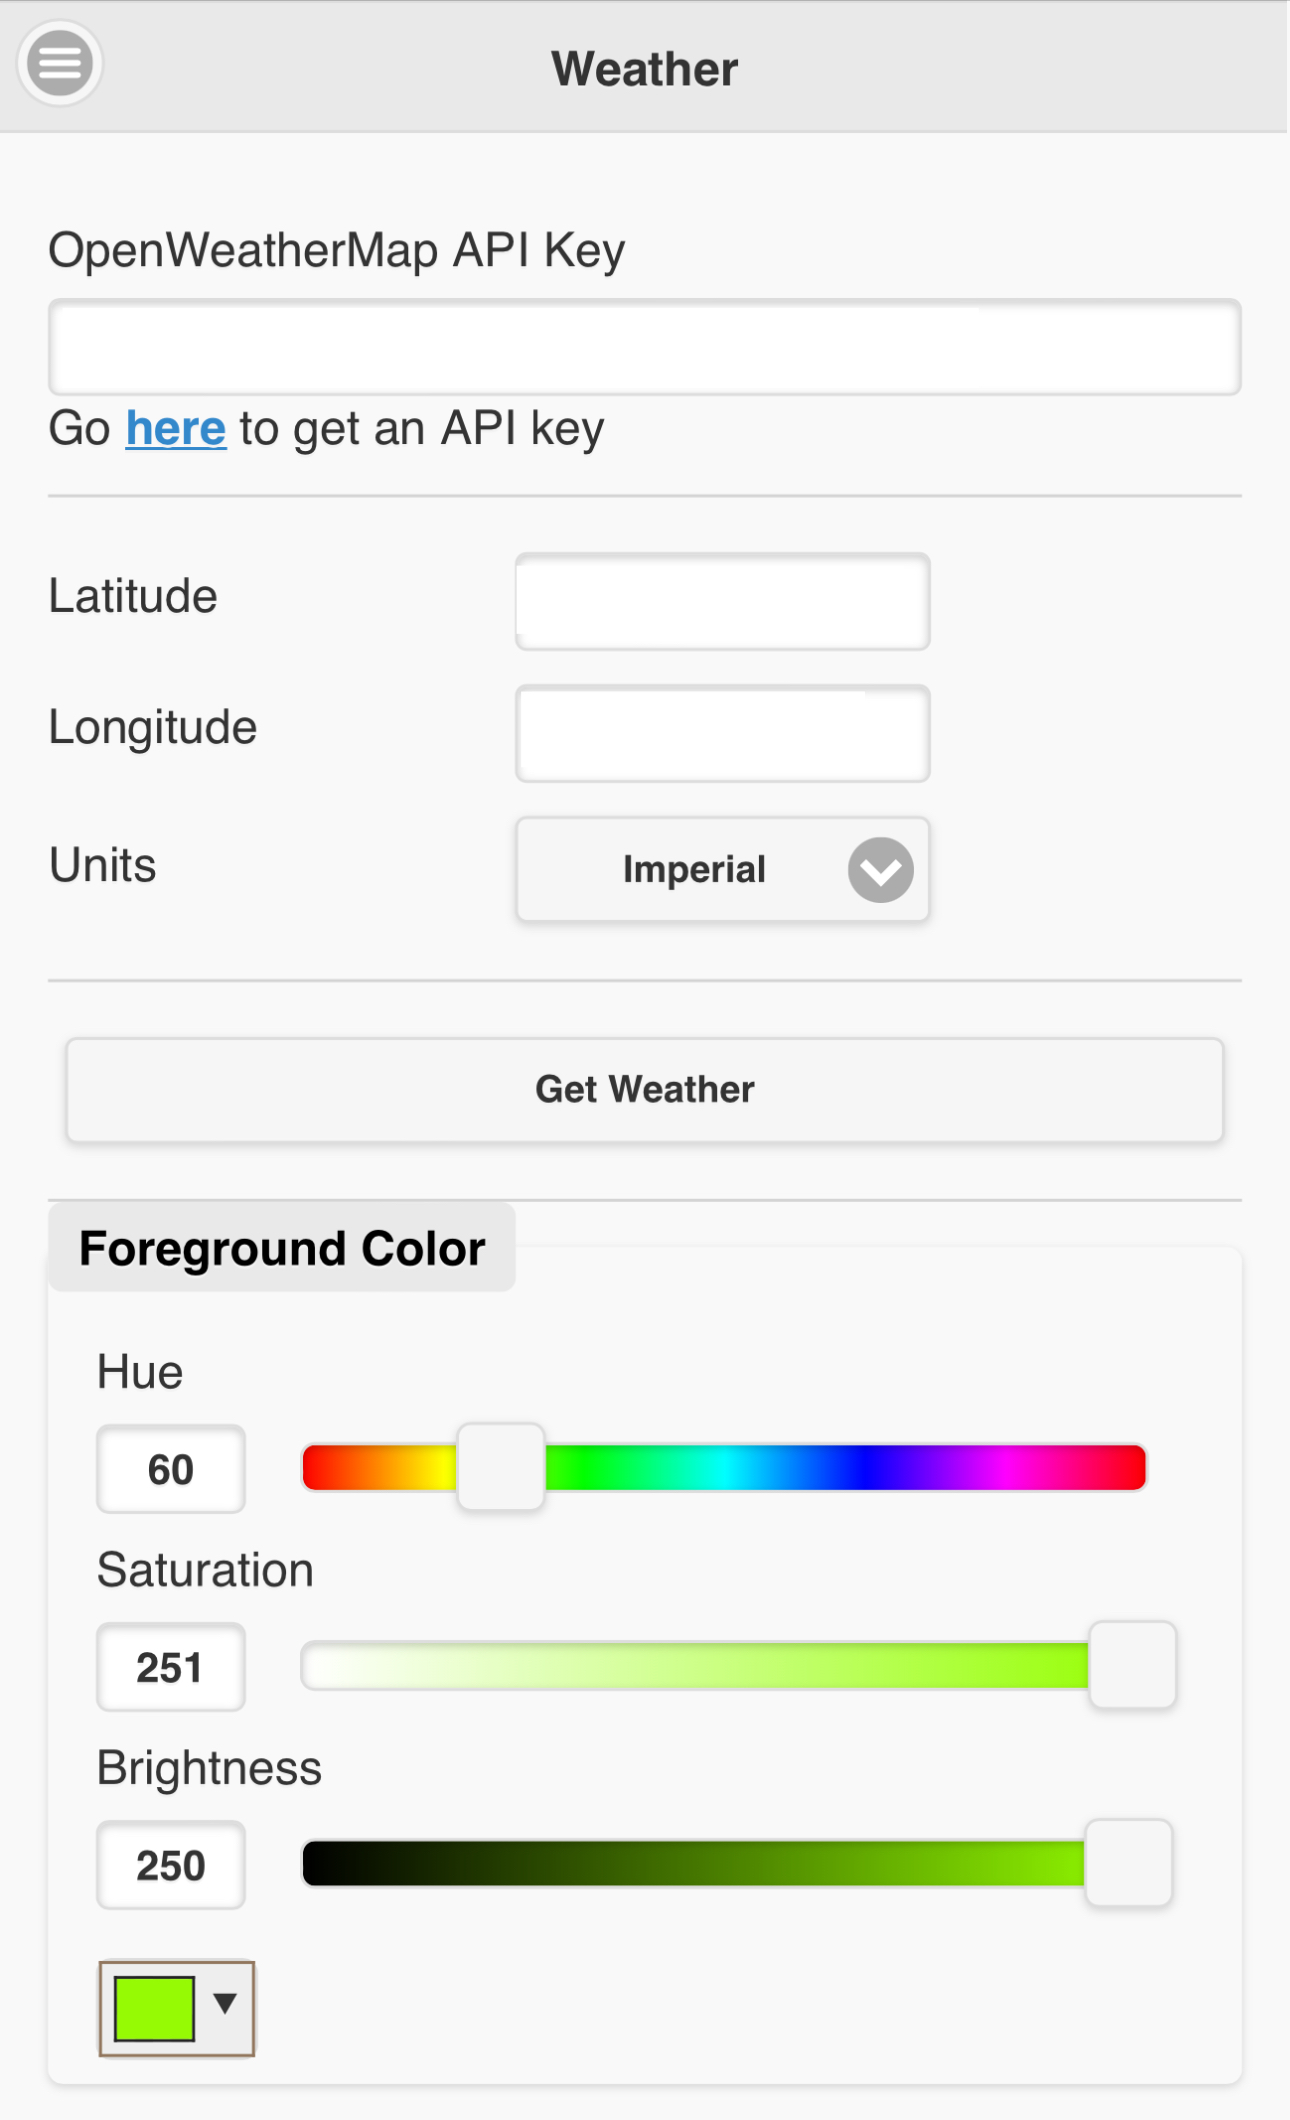 Weather
OpenWeatherMap API Key
Go here to get an API key
Latitude
Longitude
Units
Imperial
Get Weather
Foreground Color
Hue
60
Saturation
251
Brightness
250